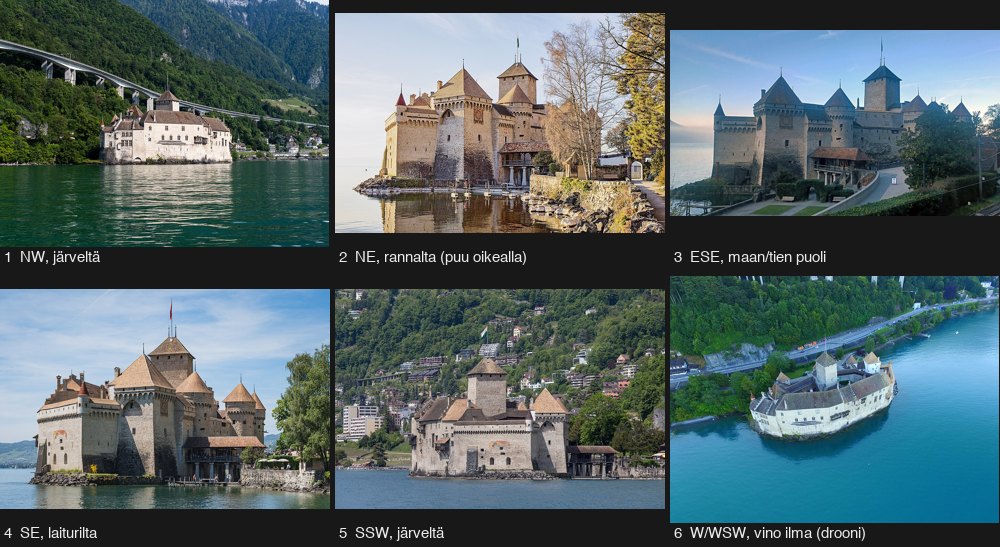 1 NW, järveltä
2 NE, rannalta (puu oikealla)
3 ESE, maan/tien puoli
4 SE, laiturilta
5 SSW, järveltä
6 W/WSW, vino ilma (drooni)